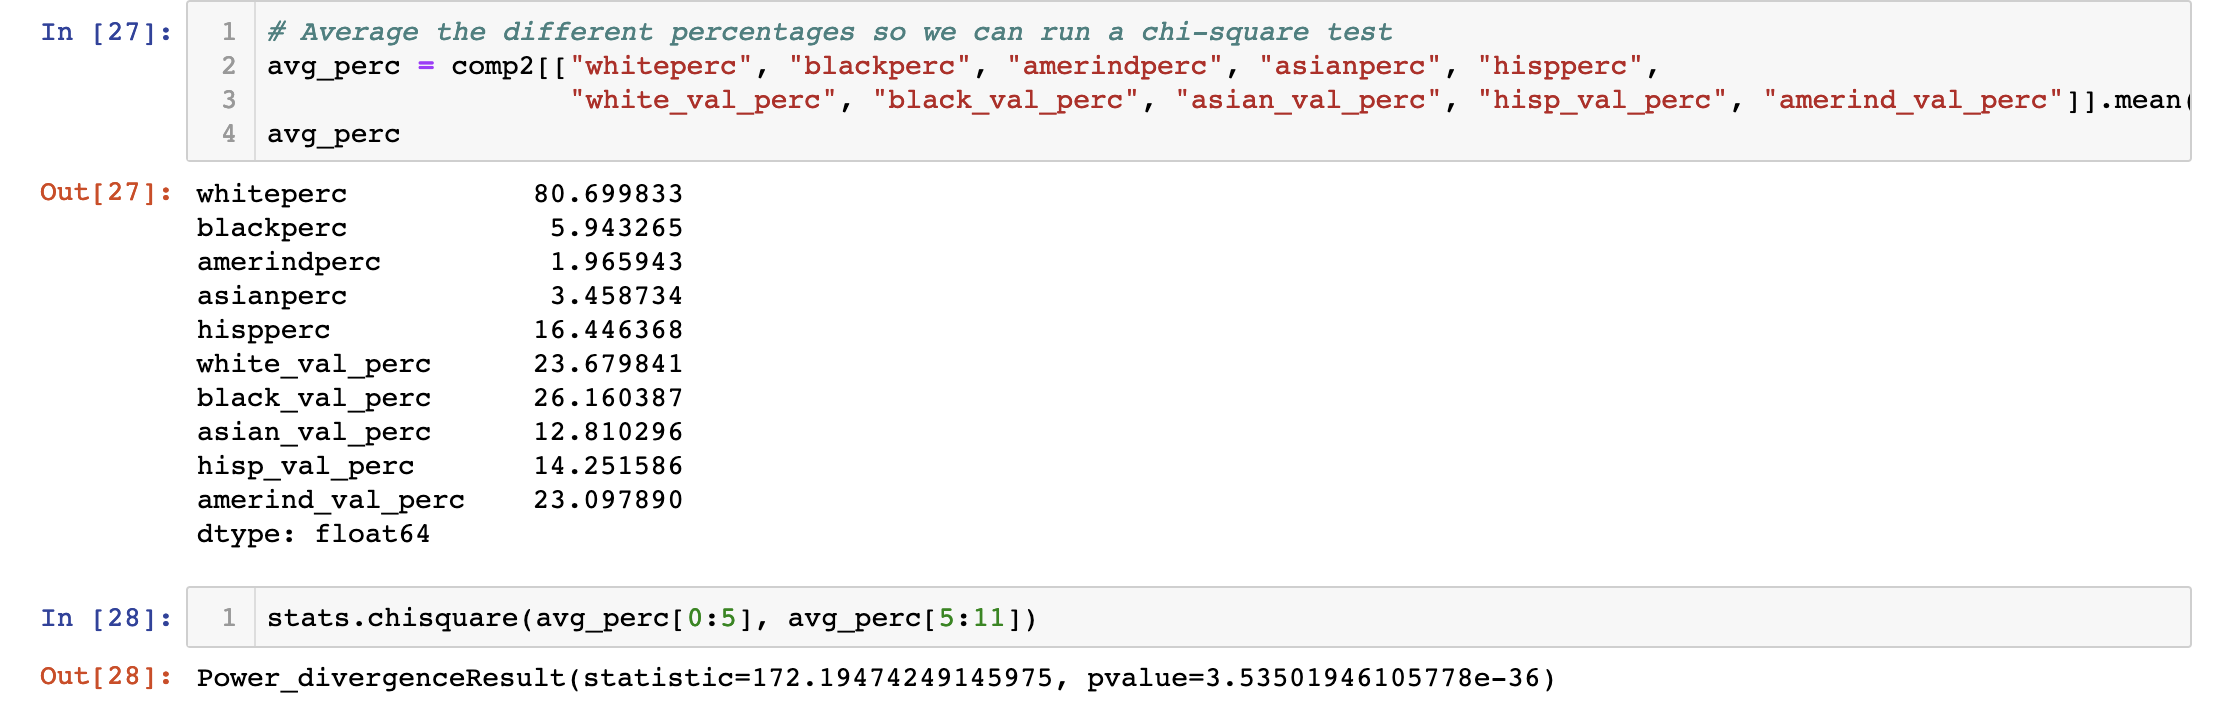 In [27]:
1 # Average the different percentages so we can run a chi-square test
2 avg_perc = comp2[["whiteperc", "blackperc", "amerindperc", "asianperc", "hispperc",
3                   "white_val_perc", "black_val_perc", "asian_val_perc", "hisp_val_perc", "amerind_val_perc"]].mean(
4 avg_perc
Out[27]:
whiteperc           80.699833
blackperc            5.943265
amerindperc          1.965943
asianperc            3.458734
hispperc            16.446368
white_val_perc      23.679841
black_val_perc      26.160387
asian_val_perc      12.810296
hisp_val_perc       14.251586
amerind_val_perc    23.097890
dtype: float64
In [28]:
1 stats.chisquare(avg_perc[0:5], avg_perc[5:11])
Out[28]: Power_divergenceResult(statistic=172.19474249145975, pvalue=3.53501946105778e-36)